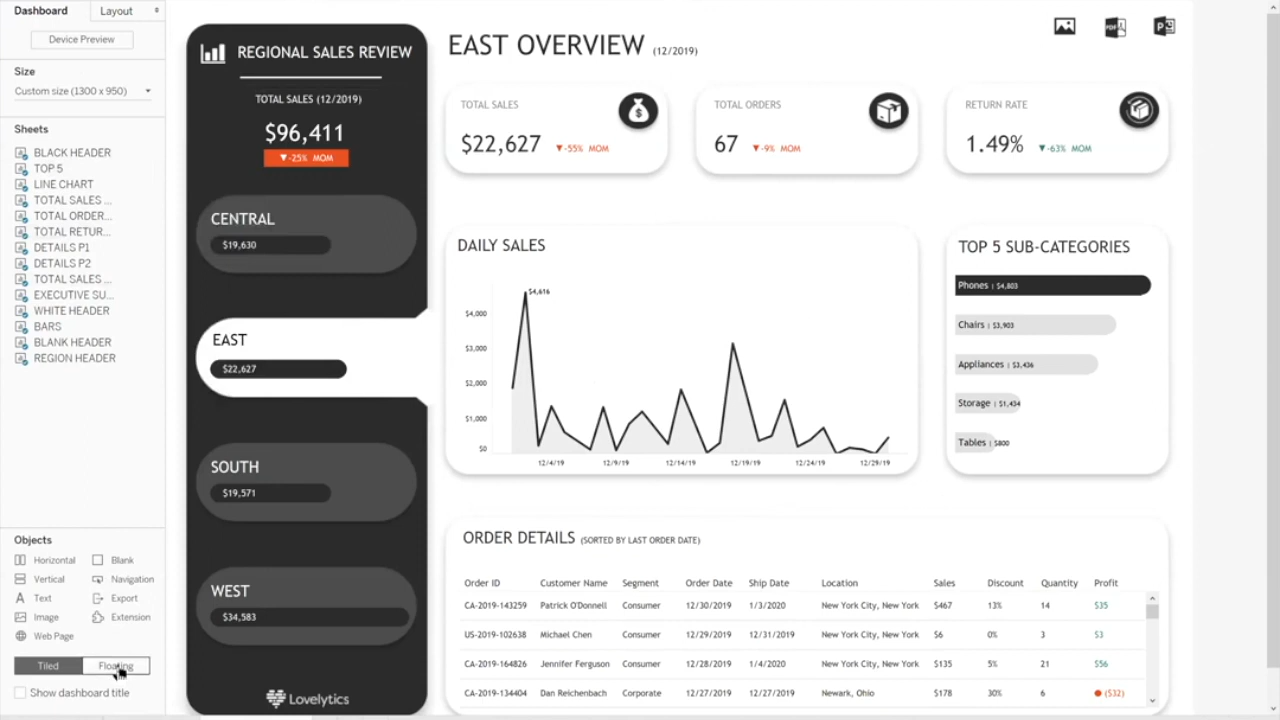 Dashboard Layout
Device Preview
Size
Custom size (1300 x 950)
Sheets
BLACK HEADER
TOP 5
LINE CHART
TOTAL SALES ...
TOTAL ORDER...
TOTAL RETUR...
DETAILS P1
DETAILS P2
TOTAL SALES ...
EXECUTIVE SU...
WHITE HEADER
BARS
BLANK HEADER
REGION HEADER
Objects
Horizontal Blank
Vertical Navigation
A Text Export
Image Extension
Web Page
Tiled Floating
Show dashboard title
REGIONAL SALES REVIEW
TOTAL SALES (12/2019)
$96,411
▼-25% MOM
CENTRAL
$19,630
EAST
$22,627
SOUTH
$19,571
WEST
$34,583
Lovelytics
EAST OVERVIEW (12/2019)
PDF P
TOTAL SALES
$22,627 ▼-55% MOM
TOTAL ORDERS
67 ▼-9% MOM
RETURN RATE
1.49% ▼-63% MOM
DAILY SALES
$4,616
$4,000
$3,000
$2,000
$1,000
$0
12/4/19 12/9/19 12/14/19 12/19/19 12/24/19 12/29/19
TOP 5 SUB-CATEGORIES
Phones | $4,803
Chairs | $3,903
Appliances | $3,436
Storage | $1,434
Tables | $800
ORDER DETAILS (SORTED BY LAST ORDER DATE)
Order ID Customer Name Segment Order Date Ship Date Location Sales Discount Quantity Profit
CA-2019-143259 Patrick O'Donnell Consumer 12/30/2019 1/3/2020 New York City, New York $467 13% 14 $35
US-2019-102638 Michael Chen Consumer 12/29/2019 12/31/2019 New York City, New York $6 0% 3 $3
CA-2019-164826 Jennifer Ferguson Consumer 12/28/2019 1/4/2020 New York City, New York $135 5% 21 $56
CA-2019-134404 Dan Reichenbach Corporate 12/27/2019 12/27/2019 Newark, Ohio $178 30% 6 ($32)